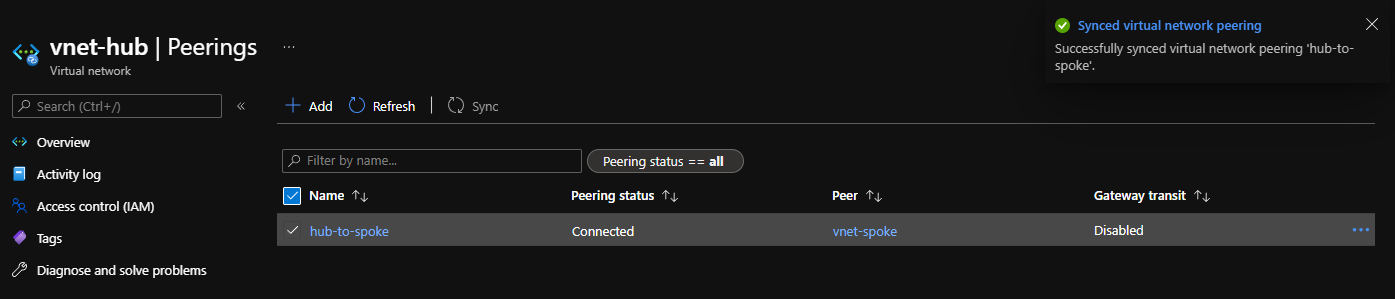 vnet-hub | Peerings ...
Virtual network
Synced virtual network peering
Successfully synced virtual network peering 'hub-to-
spoke'.
Search (Ctrl+/) «
Overview
Activity log
Access control (IAM)
Tags
Diagnose and solve problems
+ Add Refresh | Sync
Filter by name... Peering status == all
Name ↑↓ Peering status ↑↓ Peer ↑↓ Gateway transit ↑↓
hub-to-spoke Connected vnet-spoke Disabled ...